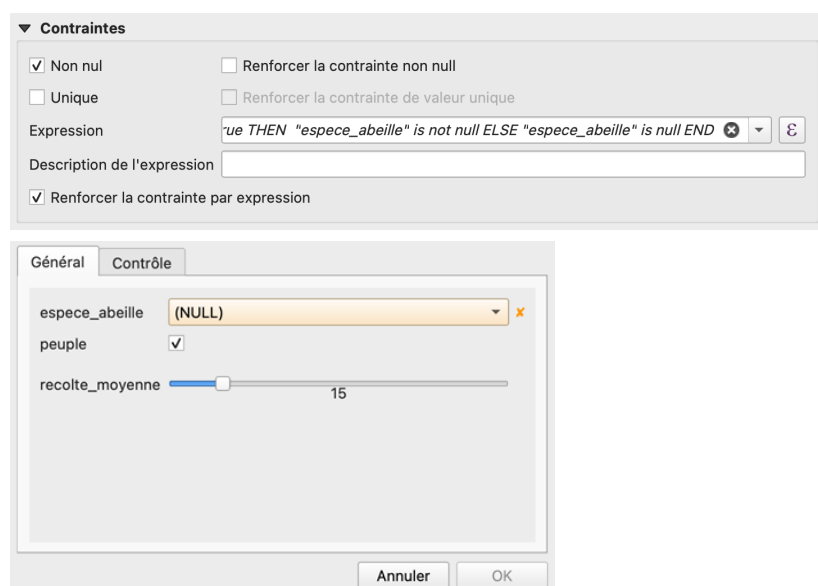 Contraintes
Non nul Renforcer la contrainte non null
Unique Renforcer la contrainte de valeur unique
Expression THEN "espece_abeille" is not null ELSE "espece_abeille" is null END ε
Description de l'expression
Renforcer la contrainte par expression
Général Contrôle
espece_abeille (NULL)
peuple
recolte_moyenne
15
Annuler OK